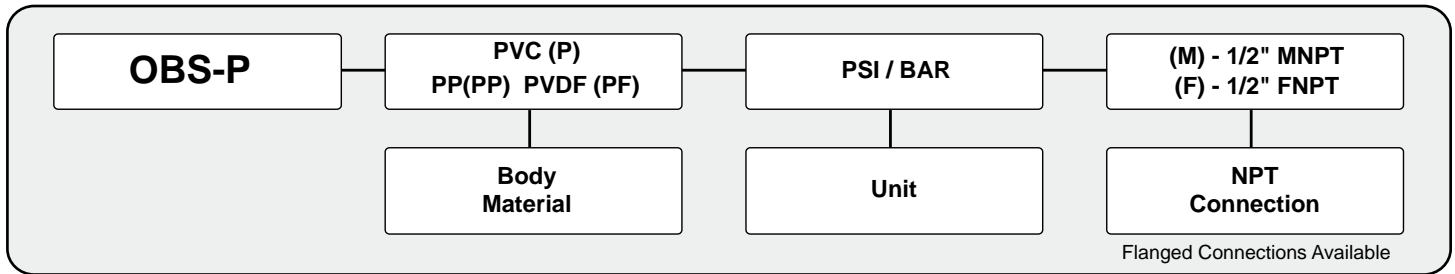 OBS-P
PVC (P)
PP(PP) PVDF (PF)
PSI / BAR
(M) - 1/2" MNPT
(F) - 1/2" FNPT
Body
Material
Unit
NPT
Connection
Flanged Connections Available